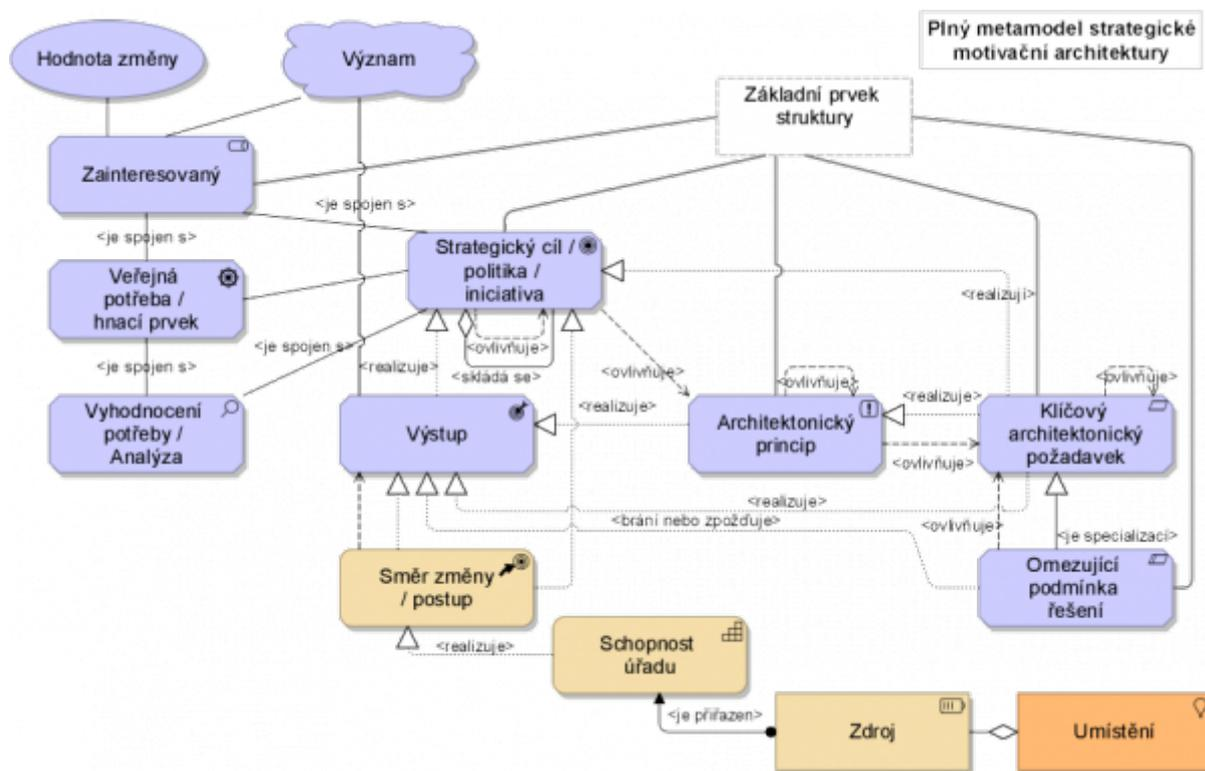 Plný metamodel strategické
motivační architektury
Hodnota změny
Význam
Základní prvek
struktury
Zainteresovaný
<je spojen s>
<je spojen s>
Strategický cíl /
politika /
iniciativa
Veřejná
potřeba /
hnací prvek
<realizují>
<je spojen s>
<je spojen s>
<realizuje>
<ovlivňuje>
<skládá se>
<ovlivňuje>
<ovlivňuje>
<ovlivňuje>
<realizuje>
<realizuje>
Vyhodnocení
potřeby /
Analýza
Výstup
Architektonický
princip
Klíčový
architektonický
požadavek
<ovlivňuje>
<realizuje>
<brání nebo zpožďuje>
<ovlivňuje>
<je specializací>
Směr změny
/ postup
Omezující
podmínka
řešení
<realizuje>
Schopnost
úřadu
<je přiřazen>
Zdroj
Umístění